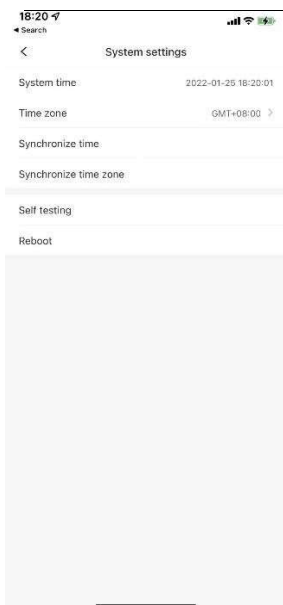 18:20
Search
System settings
System time 2022-01-25 18:20:01
Time zone GMT+08:00
Synchronize time
Synchronize time zone
Self testing
Reboot